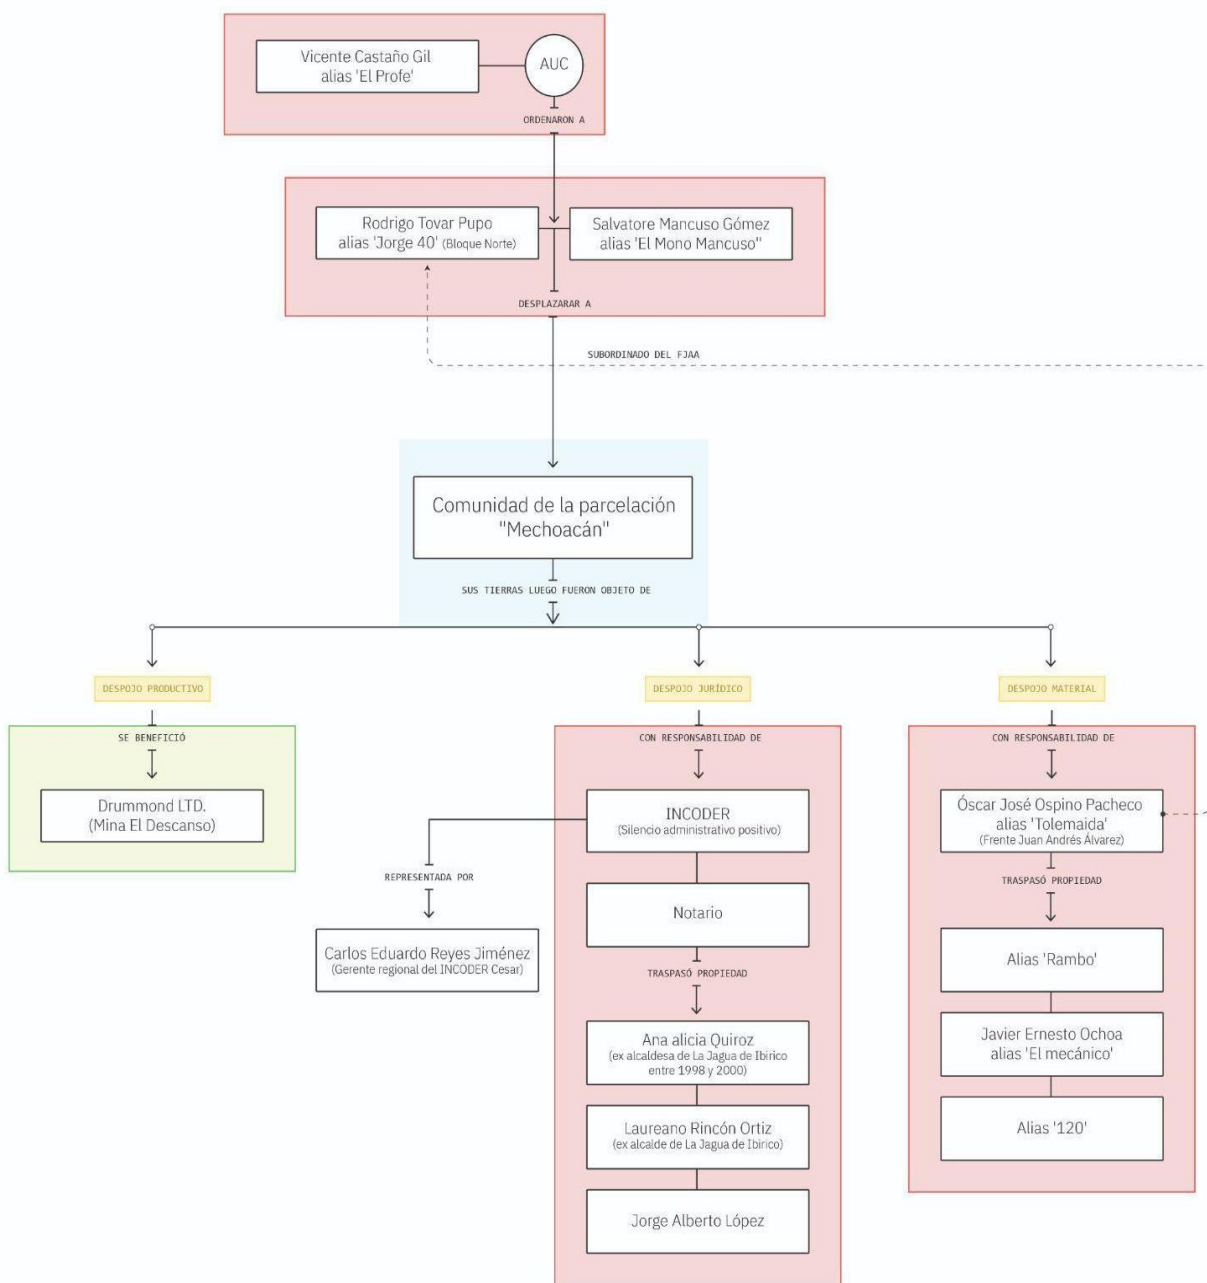 Vicente Castaño Gil
alias 'El Profe'
AUC
ORDENARON A
Rodrigo Tovar Pupo
alias 'Jorge 40' (Bloque Norte)
Salvatore Mancuso Gómez
alias 'El Mono Mancuso"
DESPLAZARAR A
SUBORDINADO DEL FJAA
Comunidad de la parcelación
"Mechoacán"
SUS TIERRAS LUEGO FUERON OBJETO DE
DESPOJO PRODUCTIVO
SE BENEFICIÓ
Drummond LTD.
(Mina El Descanso)
DESPOJO JURÍDICO
CON RESPONSABILIDAD DE
INCODER
(Silencio administrativo positivo)
REPRESENTADA POR
Carlos Eduardo Reyes Jiménez
(Gerente regional del INCODER Cesar)
Notario
TRASPASÓ PROPIEDAD
Ana alicia Quiroz
(ex alcaldesa de La Jagua de Ibirico
entre 1998 y 2000)
Laureano Rincón Ortiz
(ex alcalde de La Jagua de Ibirico)
Jorge Alberto López
DESPOJO MATERIAL
CON RESPONSABILIDAD DE
Óscar José Ospino Pacheco
alias 'Tolemaida'
(Frente Juan Andrés Álvarez)
TRASPASÓ PROPIEDAD
Alias 'Rambo'
Javier Ernesto Ochoa
alias 'El mecánico'
Alias '120'